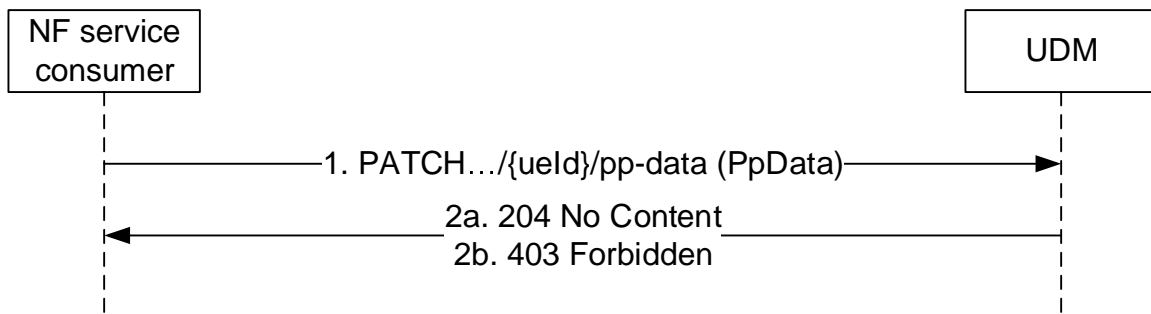 NF service
consumer
UDM
1. PATCH…/{ueId}/pp-data (PpData)
2a. 204 No Content
2b. 403 Forbidden